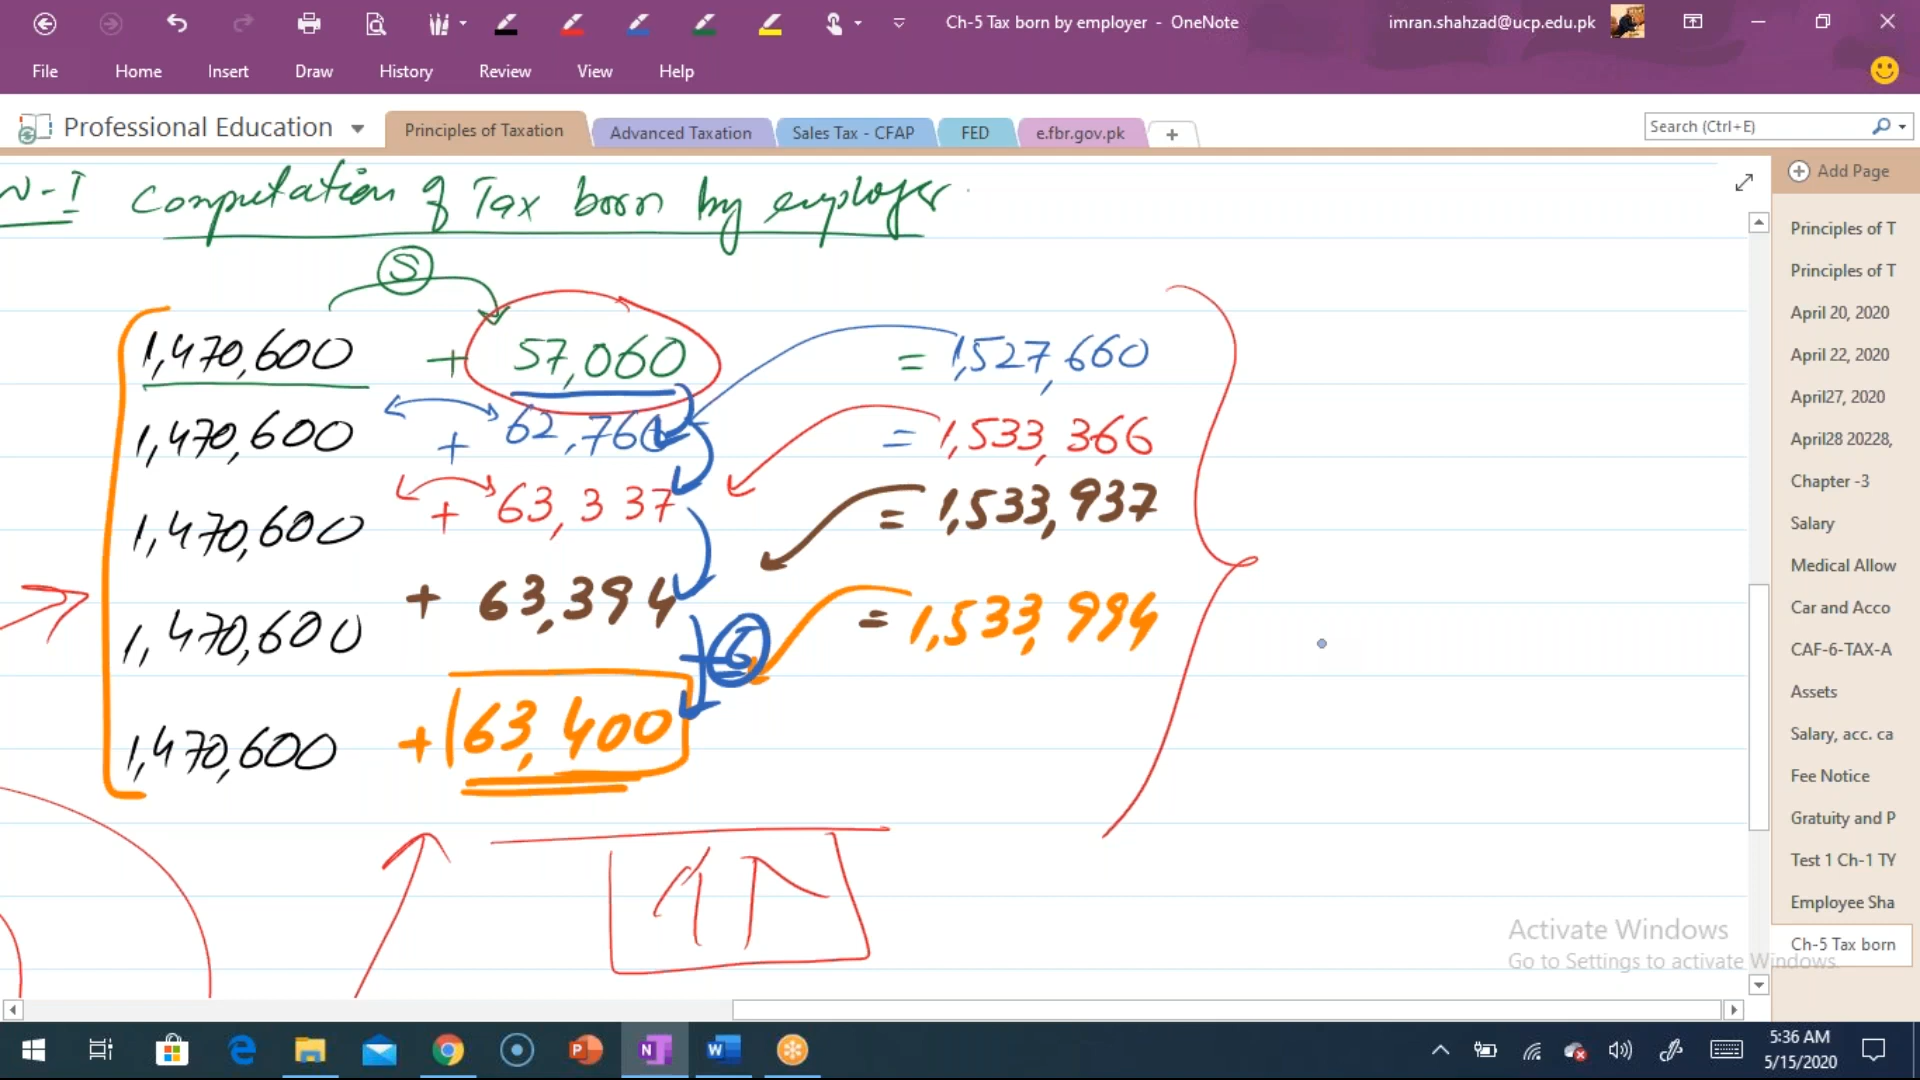 Ch-5 Tax born by employer - OneNote
imran.shahzad@ucp.edu.pk
File Home Insert Draw History Review View Help
Professional Education
Principles of Taxation
Advanced Taxation
Sales Tax - CFAP
FED
e.fbr.gov.pk
+
Search (Ctrl+E)
Add Page
Principles of T
Principles of T
April 20, 2020
April 22, 2020
April27, 2020
April28 20228,
Chapter -3
Salary
Medical Allow
Car and Acco
CAF-6-TAX-A
Assets
Salary, acc. ca
Fee Notice
Gratuity and P
Test 1 Ch-1 TY
Employee Sha
Ch-5 Tax born
N-I Computation of Tax born by employer
S
1,470,600 + 57,060 = 1,527,660
1,470,600 + 62,766 = 1,533,366
1,470,600 + 63,337 = 1,533,937
1,470,600 + 63,394 = 1,533,994
1,470,600 + 63,400
Activate Windows
Go to Settings to activate Windows.
5:36 AM
5/15/2020